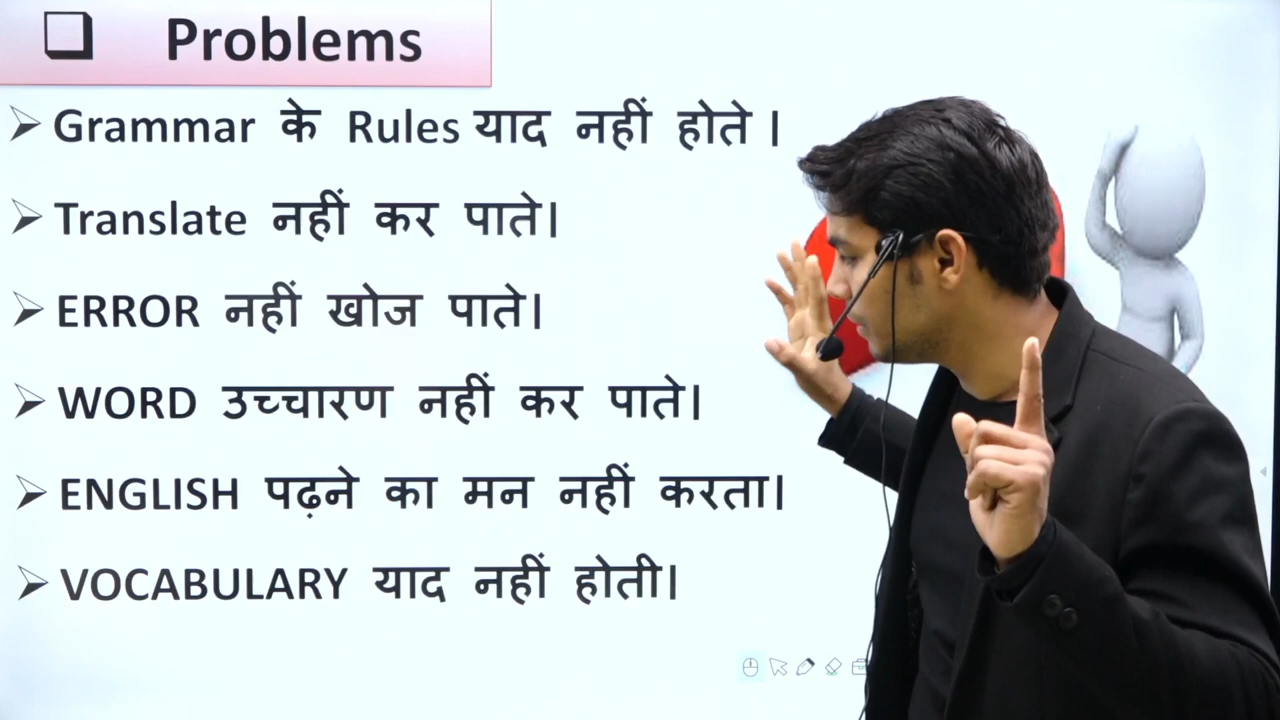 Problems
Grammar के Rules याद नहीं होते ।
Translate नहीं कर पाते।
ERROR नहीं खोज पाते।
WORD उच्चारण नहीं कर पाते।
ENGLISH पढ़ने का मन नहीं करता।
VOCABULARY याद नहीं होती।